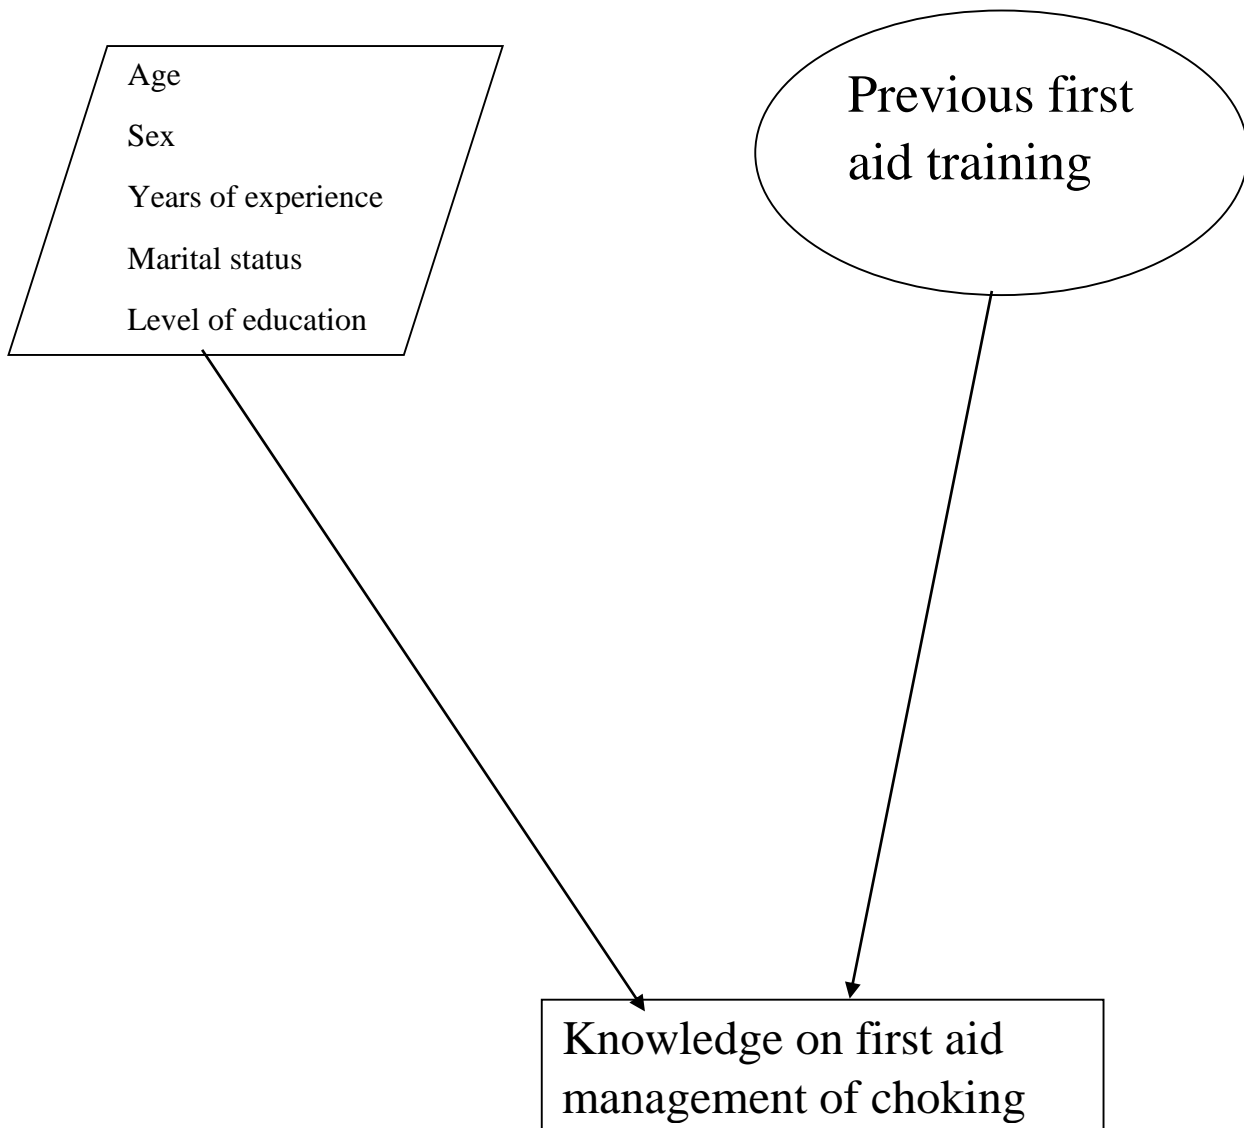 Age
Sex
Years of experience
Marital status
Level of education
Previous first
aid training
Knowledge on first aid
management of choking